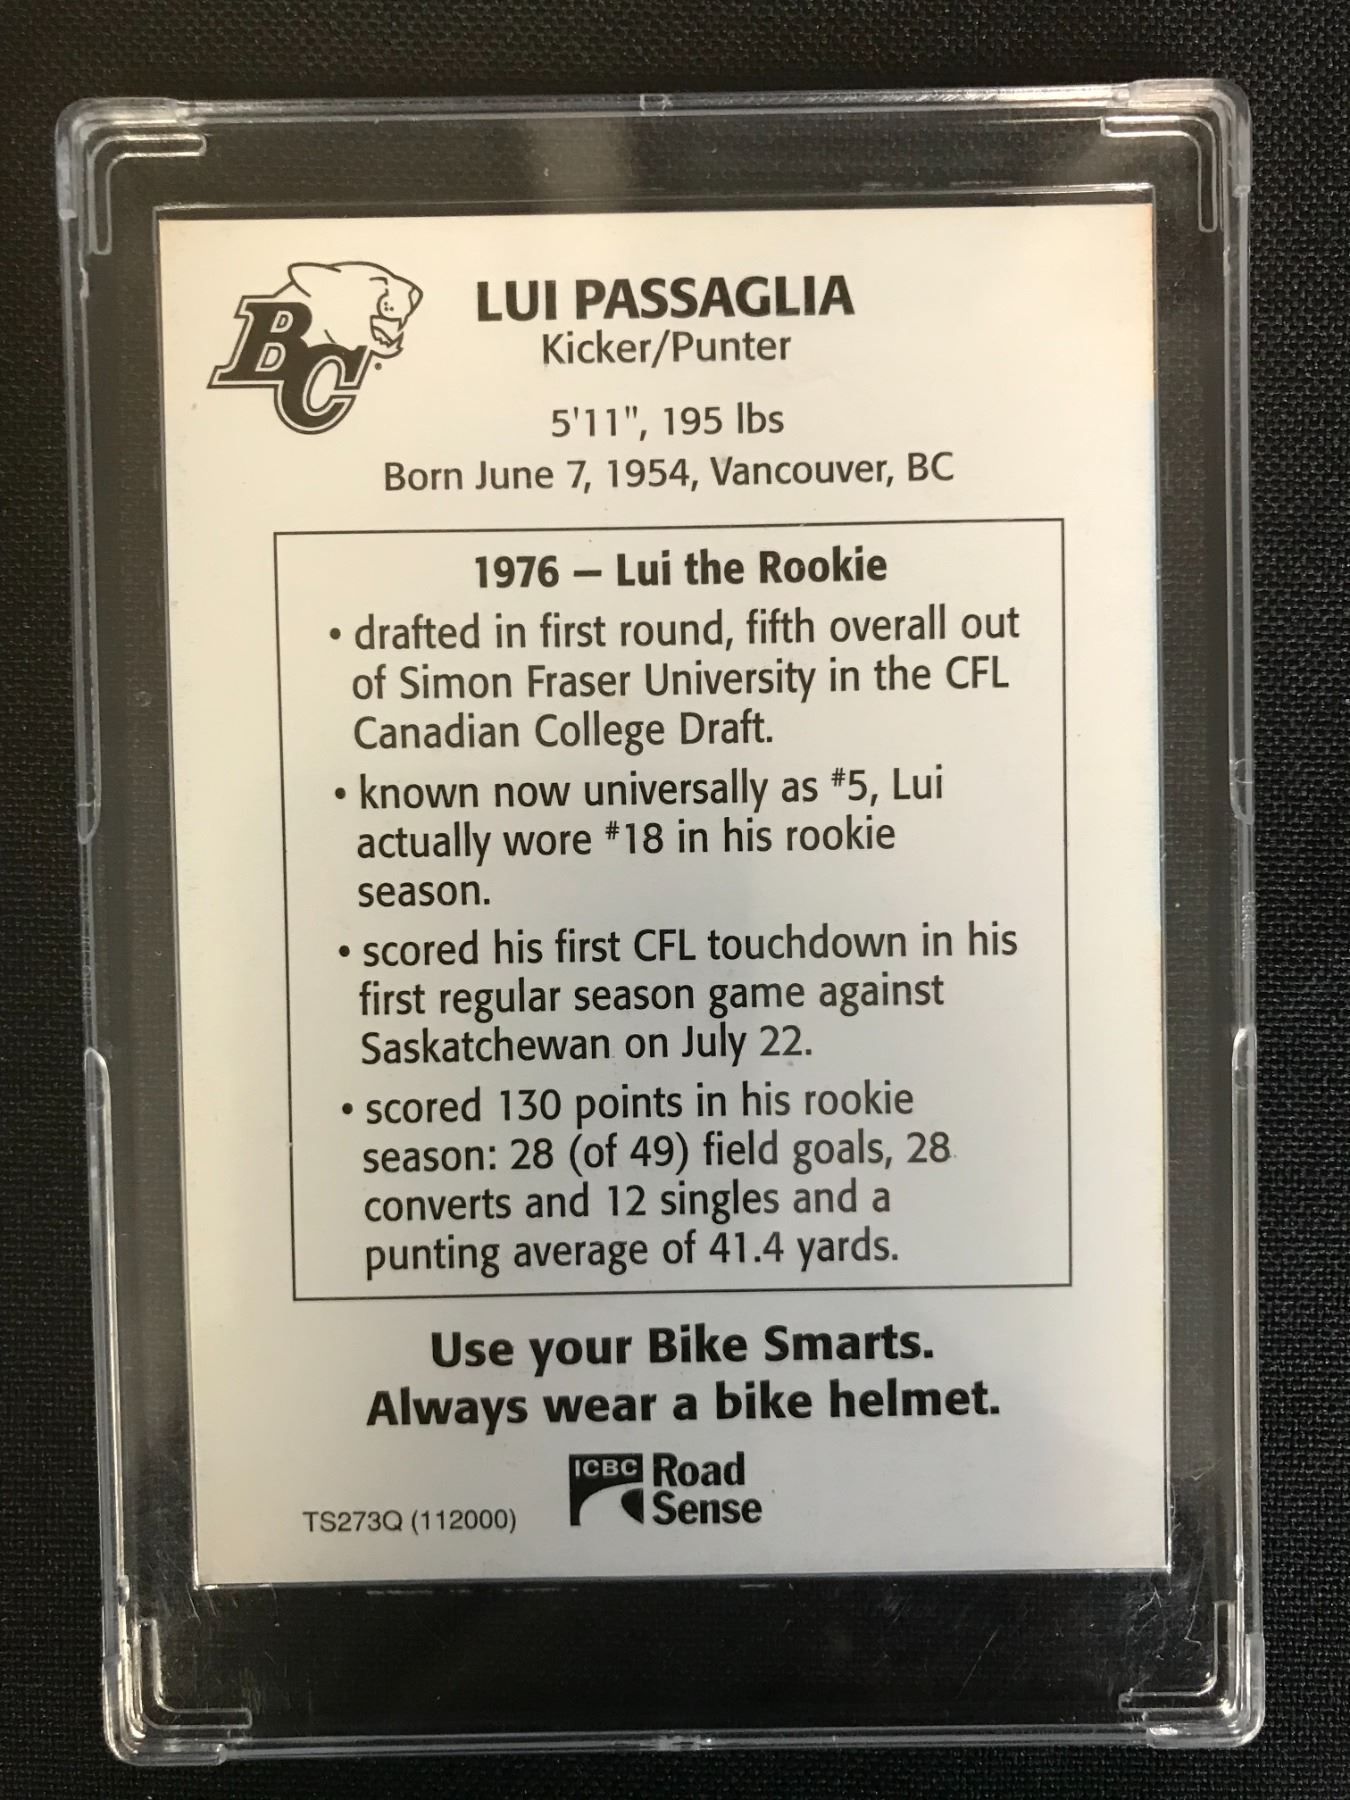 BC
LUI PASSAGLIA
Kicker/Punter
5'11", 195 lbs
Born June 7, 1954, Vancouver, BC
1976 – Lui the Rookie
• drafted in first round, fifth overall out
of Simon Fraser University in the CFL
Canadian College Draft.
• known now universally as #5, Lui
actually wore #18 in his rookie
season.
• scored his first CFL touchdown in his
first regular season game against
Saskatchewan on July 22.
• scored 130 points in his rookie
season: 28 (of 49) field goals, 28
converts and 12 singles and a
punting average of 41.4 yards.
Use your Bike Smarts.
Always wear a bike helmet.
ICBC Road
Sense
TS273Q (112000)